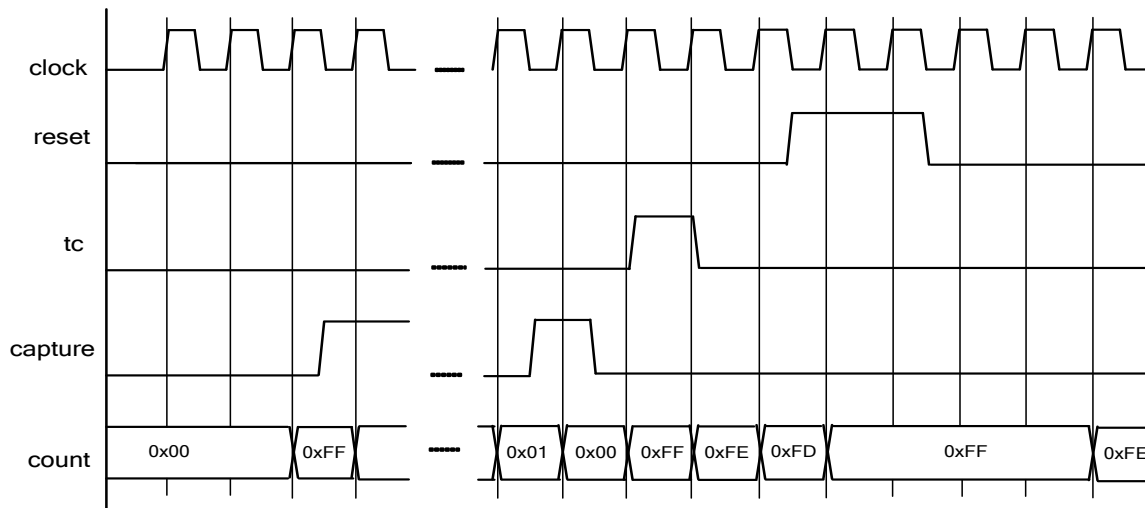 clock
reset
tc
capture
count
0x00
0xFF
0x01
0x00
0xFF
0xFE
0xFD
0xFF
0xFE